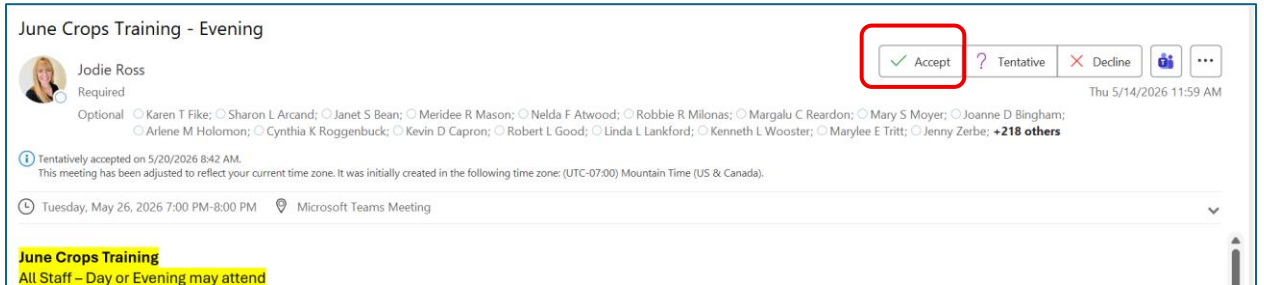 June Crops Training - Evening
Jodie Ross
Required
Accept
Tentative
Decline
Thu 5/14/2026 11:59 AM
Optional Karen T Fike; Sharon L Arcand; Janet S Bean; Meridee R Mason; Nelda F Atwood; Robbie R Milonas; Margalu C Reardon; Mary S Moyer; Joanne D Bingham;
Arlene M Holomon; Cynthia K Roggenbuck; Kevin D Capron; Robert L Good; Linda L Lankford; Kenneth L Wooster; Marylee E Tritt; Jenny Zerbe; +218 others
Tentatively accepted on 5/20/2026 8:42 AM.
This meeting has been adjusted to reflect your current time zone. It was initially created in the following time zone: (UTC-07:00) Mountain Time (US & Canada).
Tuesday, May 26, 2026 7:00 PM-8:00 PM Microsoft Teams Meeting
June Crops Training
All Staff – Day or Evening may attend